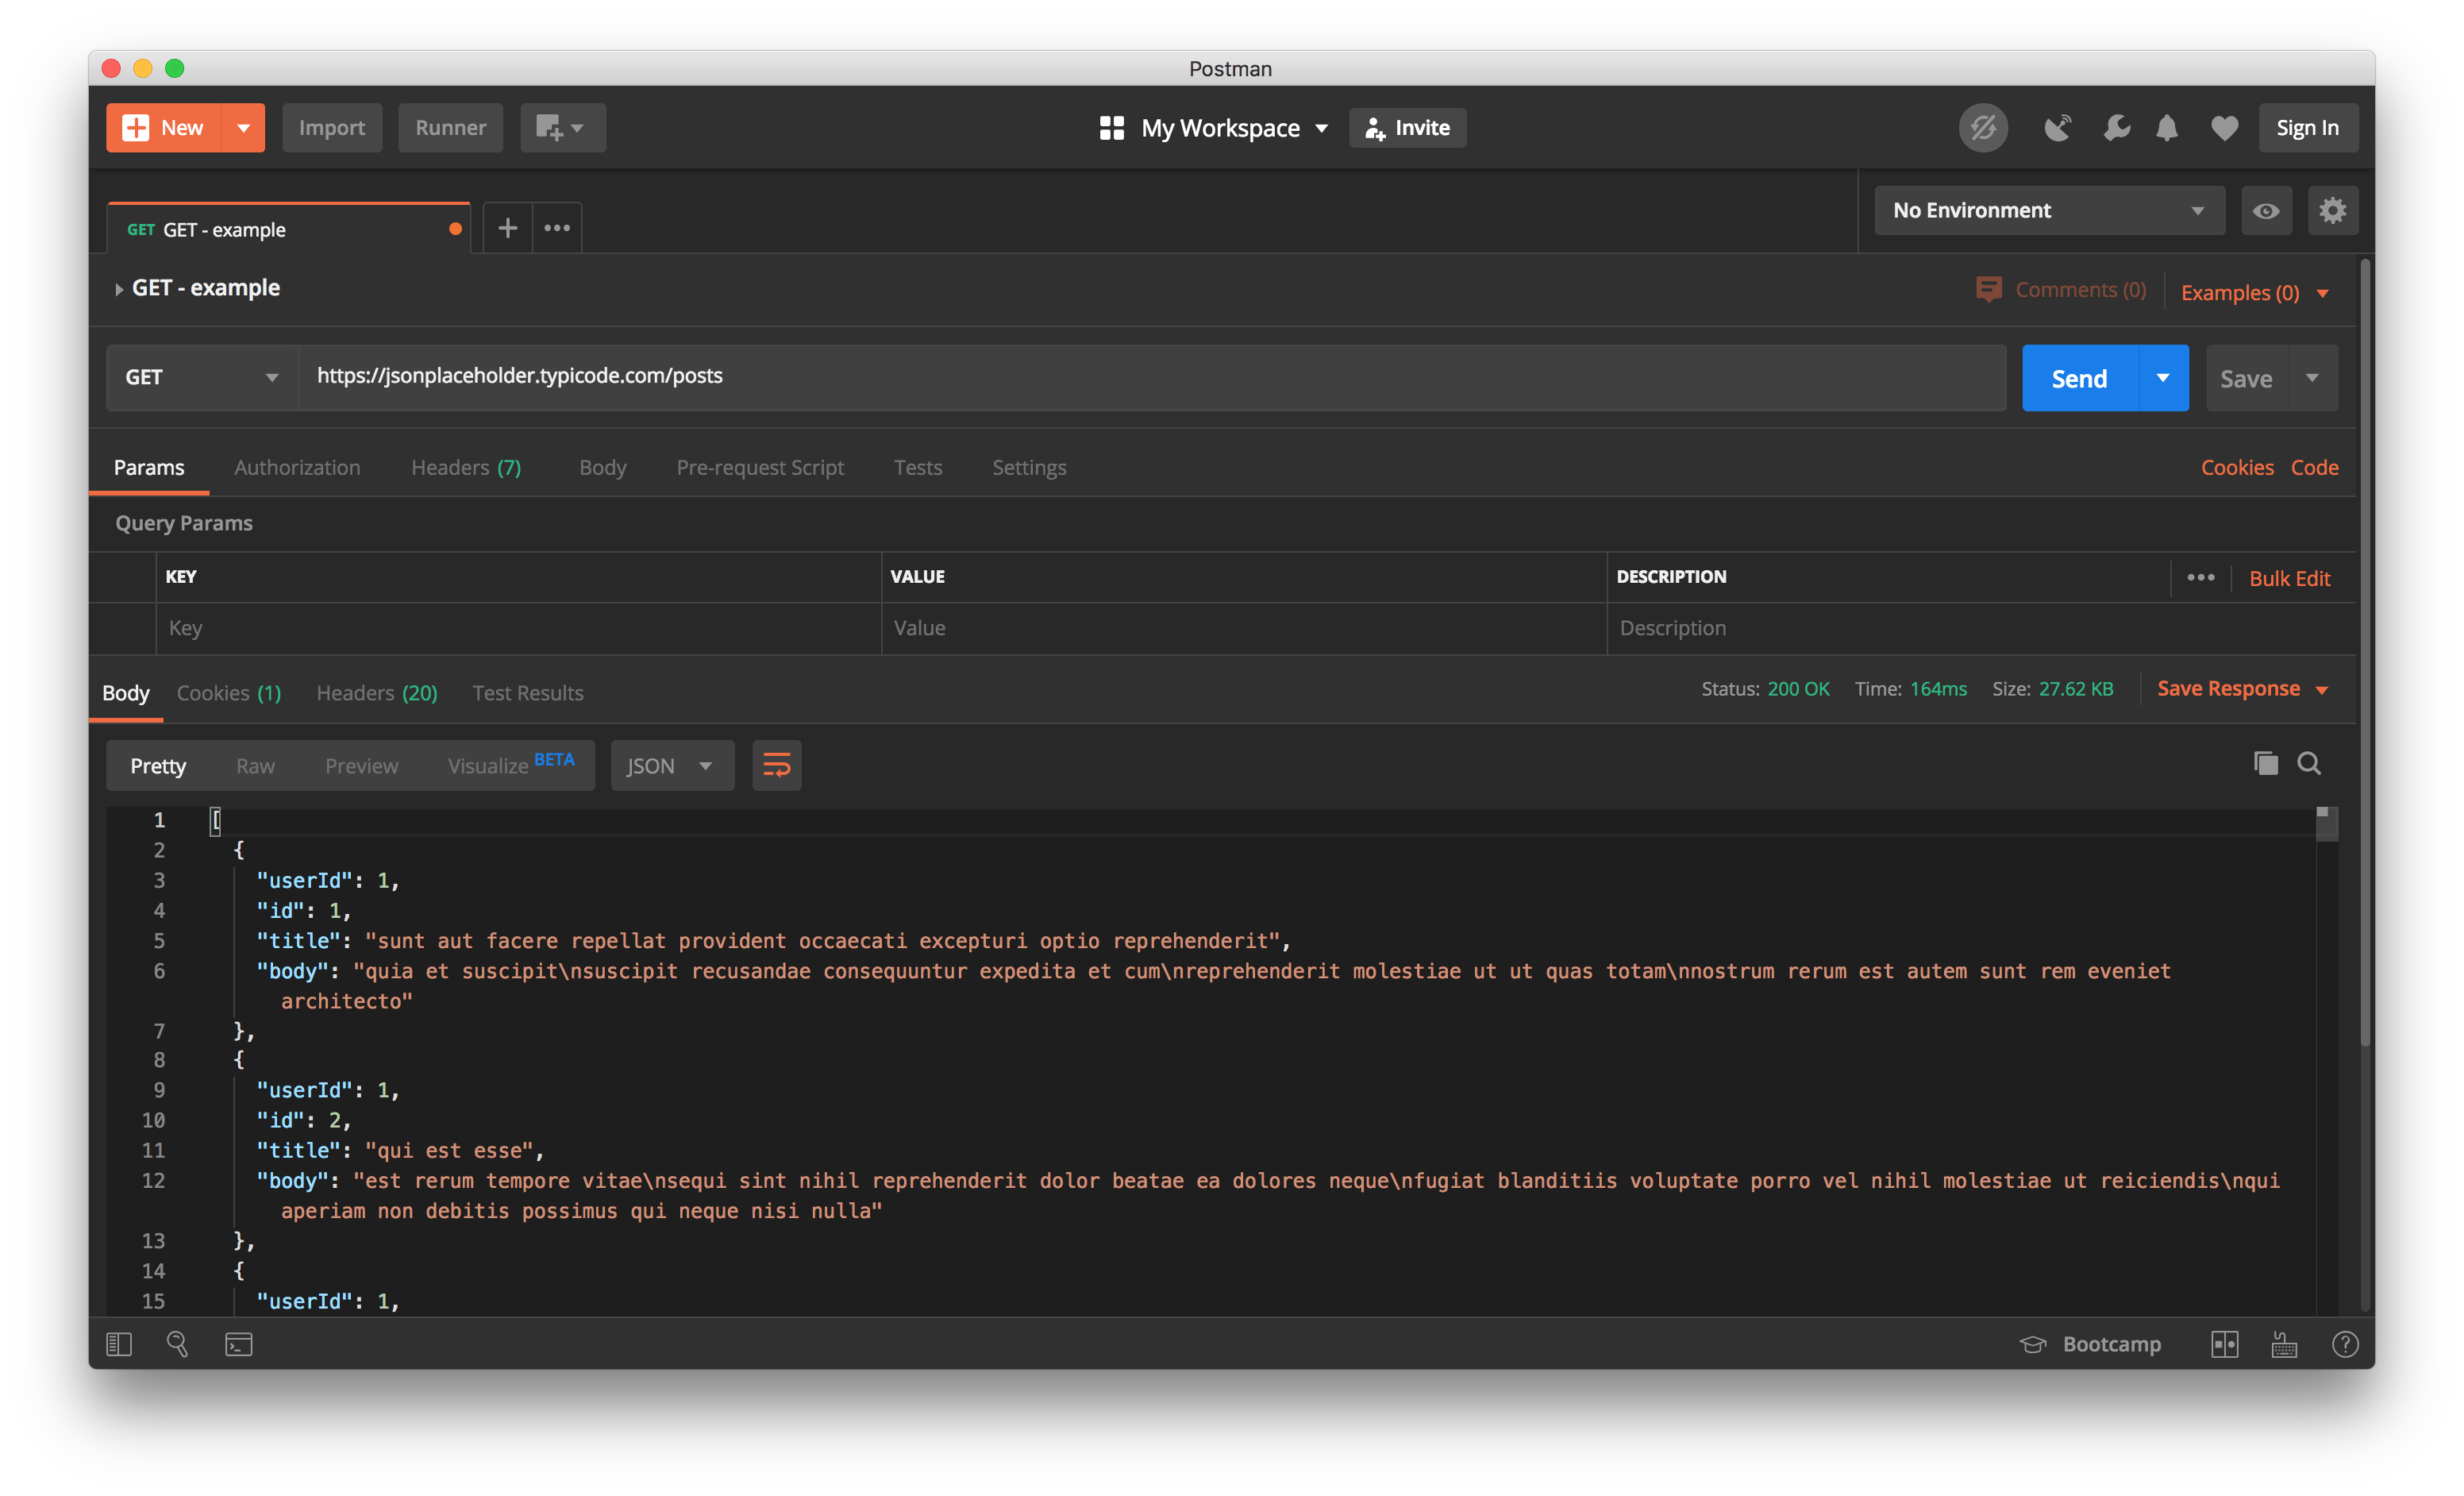 Postman
New Import Runner My Workspace Invite Sign In
GET GET - example No Environment
GET - example Comments (0) Examples (0)
GET https://jsonplaceholder.typicode.com/posts Send Save
Params Authorization Headers (7) Body Pre-request Script Tests Settings Cookies Code
Query Params
KEY VALUE DESCRIPTION Bulk Edit
Key Value Description
Body Cookies (1) Headers (20) Test Results Status: 200 OK Time: 164ms Size: 27.62 KB Save Response
Pretty Raw Preview Visualize BETA JSON
1 [
2 {
3 "userId": 1,
4 "id": 1,
5 "title": "sunt aut facere repellat provident occaecati excepturi optio reprehenderit",
6 "body": "quia et suscipit\nsuscipit recusandae consequuntur expedita et cum\nreprehenderit molestiae ut ut quas totam\nnostrum rerum est autem sunt rem eveniet
architecto"
7 },
8 {
9 "userId": 1,
10 "id": 2,
11 "title": "qui est esse",
12 "body": "est rerum tempore vitae\nsequi sint nihil reprehenderit dolor beatae ea dolores neque\nfugiat blanditiis voluptate porro vel nihil molestiae ut reiciendis\nqui
aperiam non debitis possimus qui neque nisi nulla"
13 },
14 {
15 "userId": 1,
Bootcamp